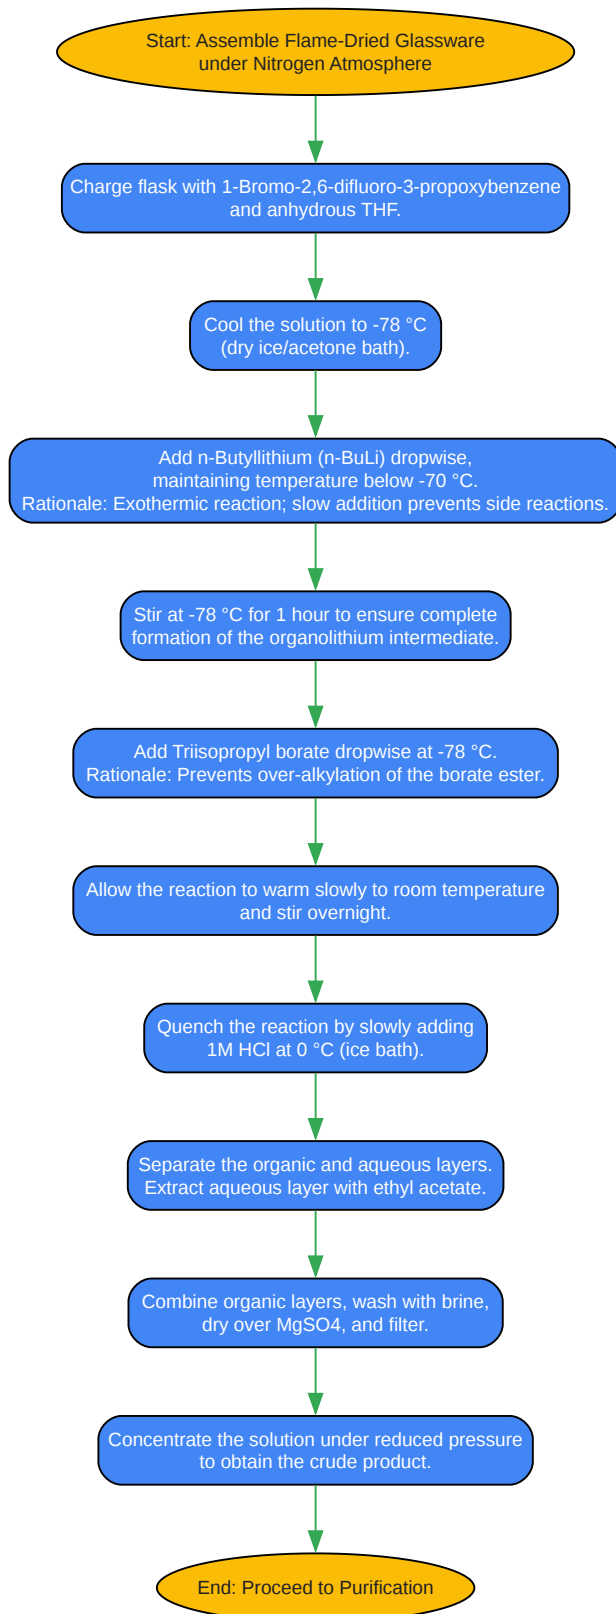 Start: Assemble Flame-Dried Glassware
under Nitrogen Atmosphere
Charge flask with 1-Bromo-2,6-difluoro-3-propoxybenzene
and anhydrous THF.
Cool the solution to -78 °C
(dry ice/acetone bath).
Add n-Butyllithium (n-BuLi) dropwise,
maintaining temperature below -70 °C.
Rationale: Exothermic reaction; slow addition prevents side reactions.
Stir at -78 °C for 1 hour to ensure complete
formation of the organolithium intermediate.
Add Triisopropyl borate dropwise at -78 °C.
Rationale: Prevents over-alkylation of the borate ester.
Allow the reaction to warm slowly to room temperature
and stir overnight.
Quench the reaction by slowly adding
1M HCl at 0 °C (ice bath).
Separate the organic and aqueous layers.
Extract aqueous layer with ethyl acetate.
Combine organic layers, wash with brine,
dry over MgSO4, and filter.
Concentrate the solution under reduced pressure
to obtain the crude product.
End: Proceed to Purification